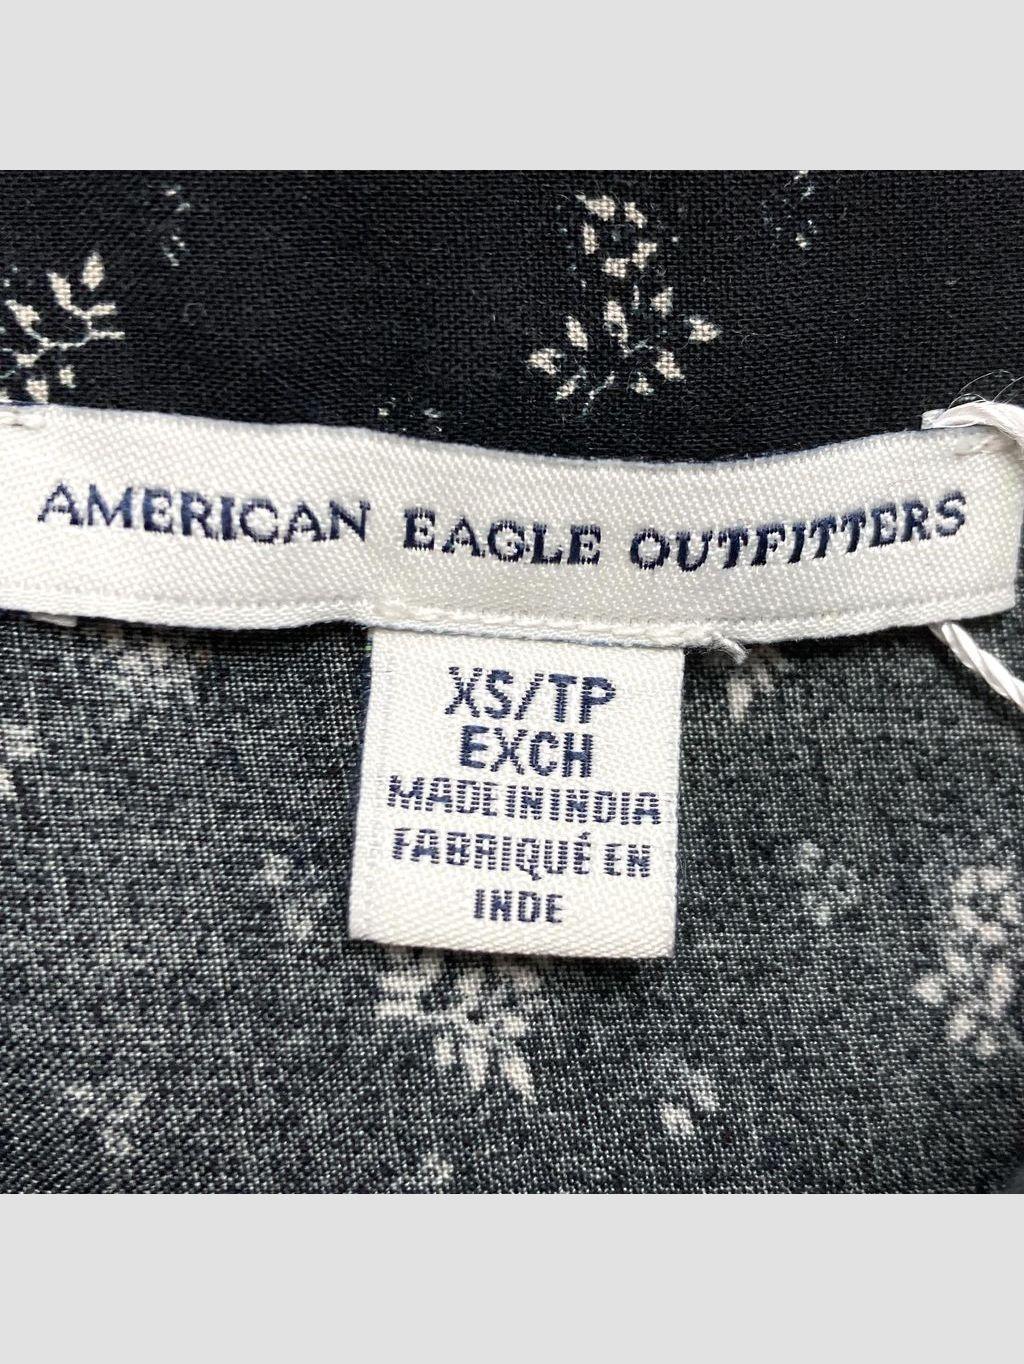 AMERICAN EAGLE OUTFITTERS
XS/TP
EXCH
MADE IN INDIA
FABRIQUÉ EN
INDE